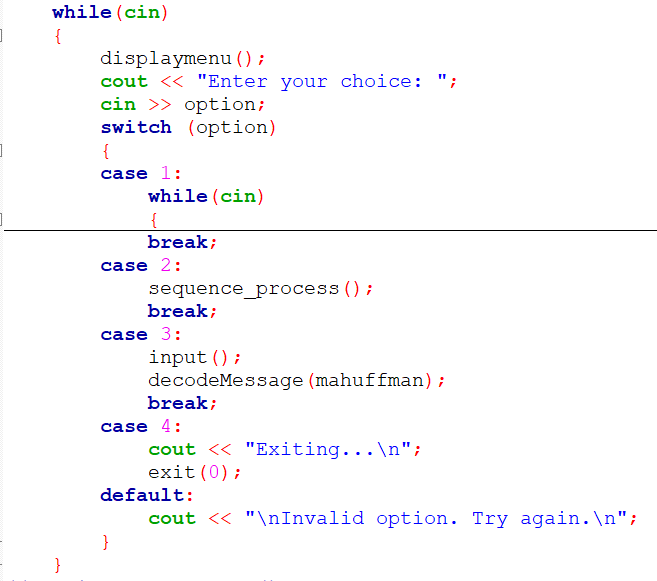 while(cin)
{
displaymenu();
cout << "Enter your choice: ";
cin >> option;
switch (option)
{
case 1:
while(cin)
{
break;
case 2:
sequence_process();
break;
case 3:
input();
decodeMessage(mahuffman);
break;
case 4:
cout << "Exiting...\n";
exit(0);
default:
cout << "\nInvalid option. Try again.\n";
}
}